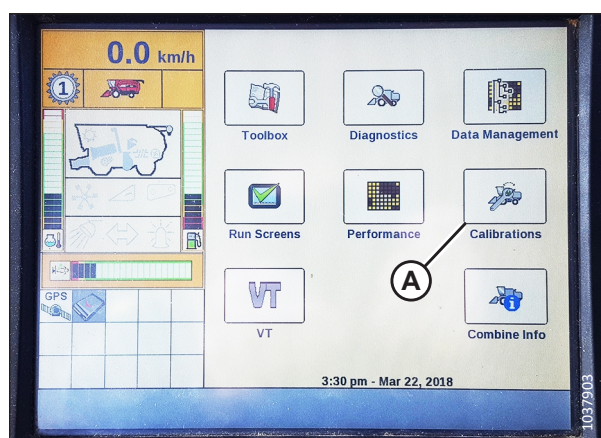 0.0 km/h
1
Toolbox
Diagnostics
Data Management
Run Screens
Performance
Calibrations
A
GPS
VT
VT
Combine Info
3:30 pm - Mar 22, 2018
1037903